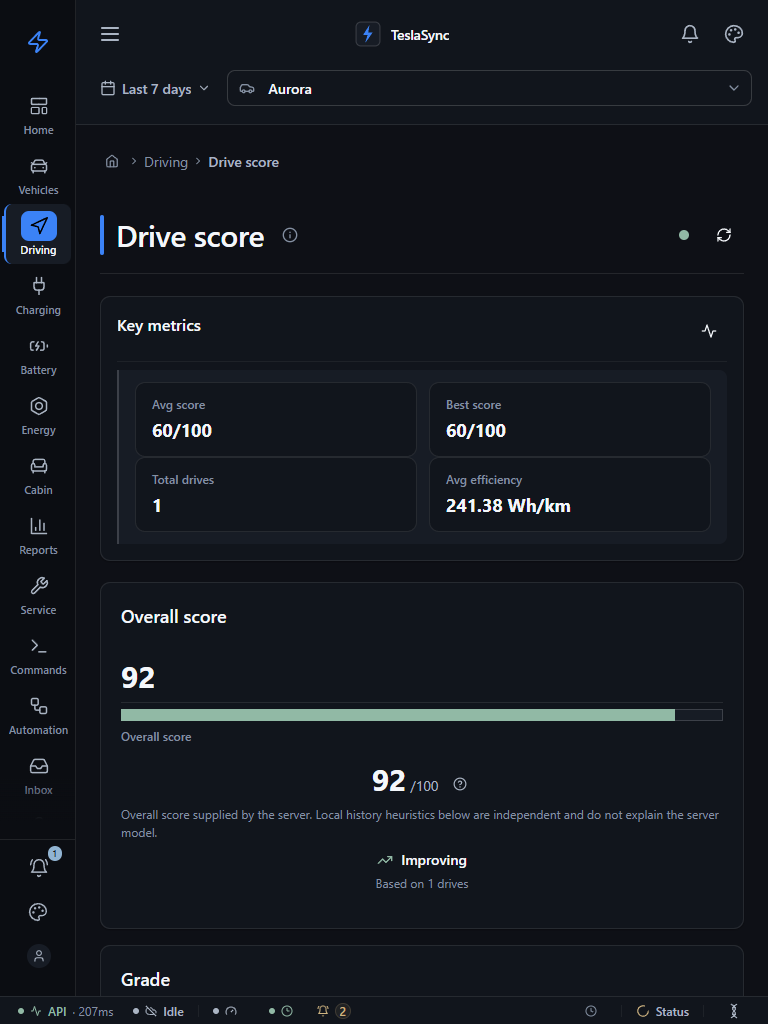 TeslaSync
Last 7 days
Aurora
Home
Vehicles
Driving
Charging
Battery
Energy
Cabin
Reports
Service
Commands
Automation
Inbox
1
Driving
Drive score
Drive score
Key metrics
Avg score
60/100
Best score
60/100
Total drives
1
Avg efficiency
241.38 Wh/km
Overall score
92
Overall score
92 /100
Overall score supplied by the server. Local history heuristics below are independent and do not explain the server
model.
Improving
Based on 1 drives
Grade
API · 207ms
Idle
2
Status